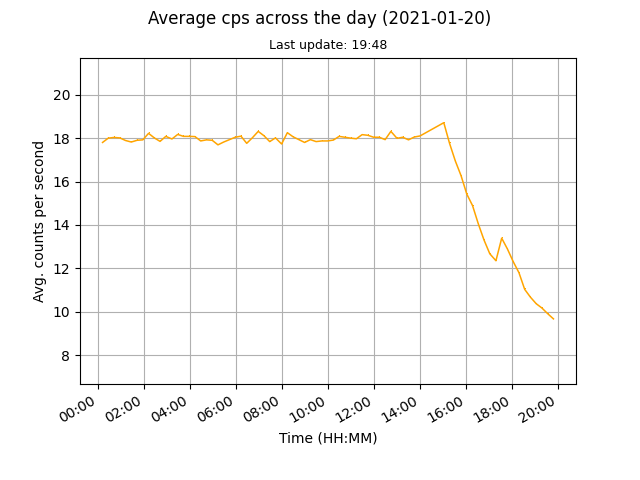 Average cps across the day (2021-01-20)
Last update: 19:48
20
18
16
14
12
10
8
Avg. counts per second
00:00 02:00 04:00 06:00 08:00 10:00 12:00 14:00 16:00 18:00 20:00
Time (HH:MM)